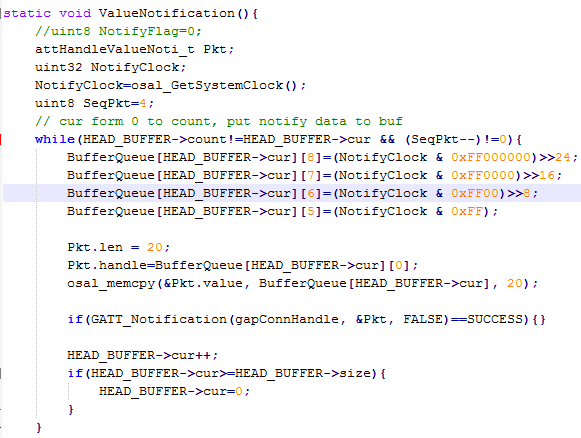 static void ValueNotification(){
//uint8 NotifyFlag=0;
attHandleValueNoti_t Pkt;
uint32 NotifyClock;
NotifyClock=osal_GetSystemClock();
uint8 SeqPkt=4;
// cur form 0 to count, put notify data to buf
while(HEAD_BUFFER->count!=HEAD_BUFFER->cur && (SeqPkt--)!=0){
BufferQueue[HEAD_BUFFER->cur][8]=(NotifyClock & 0xFF000000)>>24;
BufferQueue[HEAD_BUFFER->cur][7]=(NotifyClock & 0xFF0000)>>16;
BufferQueue[HEAD_BUFFER->cur][6]=(NotifyClock & 0xFF00)>>8;
BufferQueue[HEAD_BUFFER->cur][5]=(NotifyClock & 0xFF);
Pkt.len = 20;
Pkt.handle=BufferQueue[HEAD_BUFFER->cur][0];
osal_memcpy(&Pkt.value, BufferQueue[HEAD_BUFFER->cur], 20);
if(GATT_Notification(gapConnHandle, &Pkt, FALSE)==SUCCESS){}
HEAD_BUFFER->cur++;
if(HEAD_BUFFER->cur>=HEAD_BUFFER->size){
HEAD_BUFFER->cur=0;
}
}